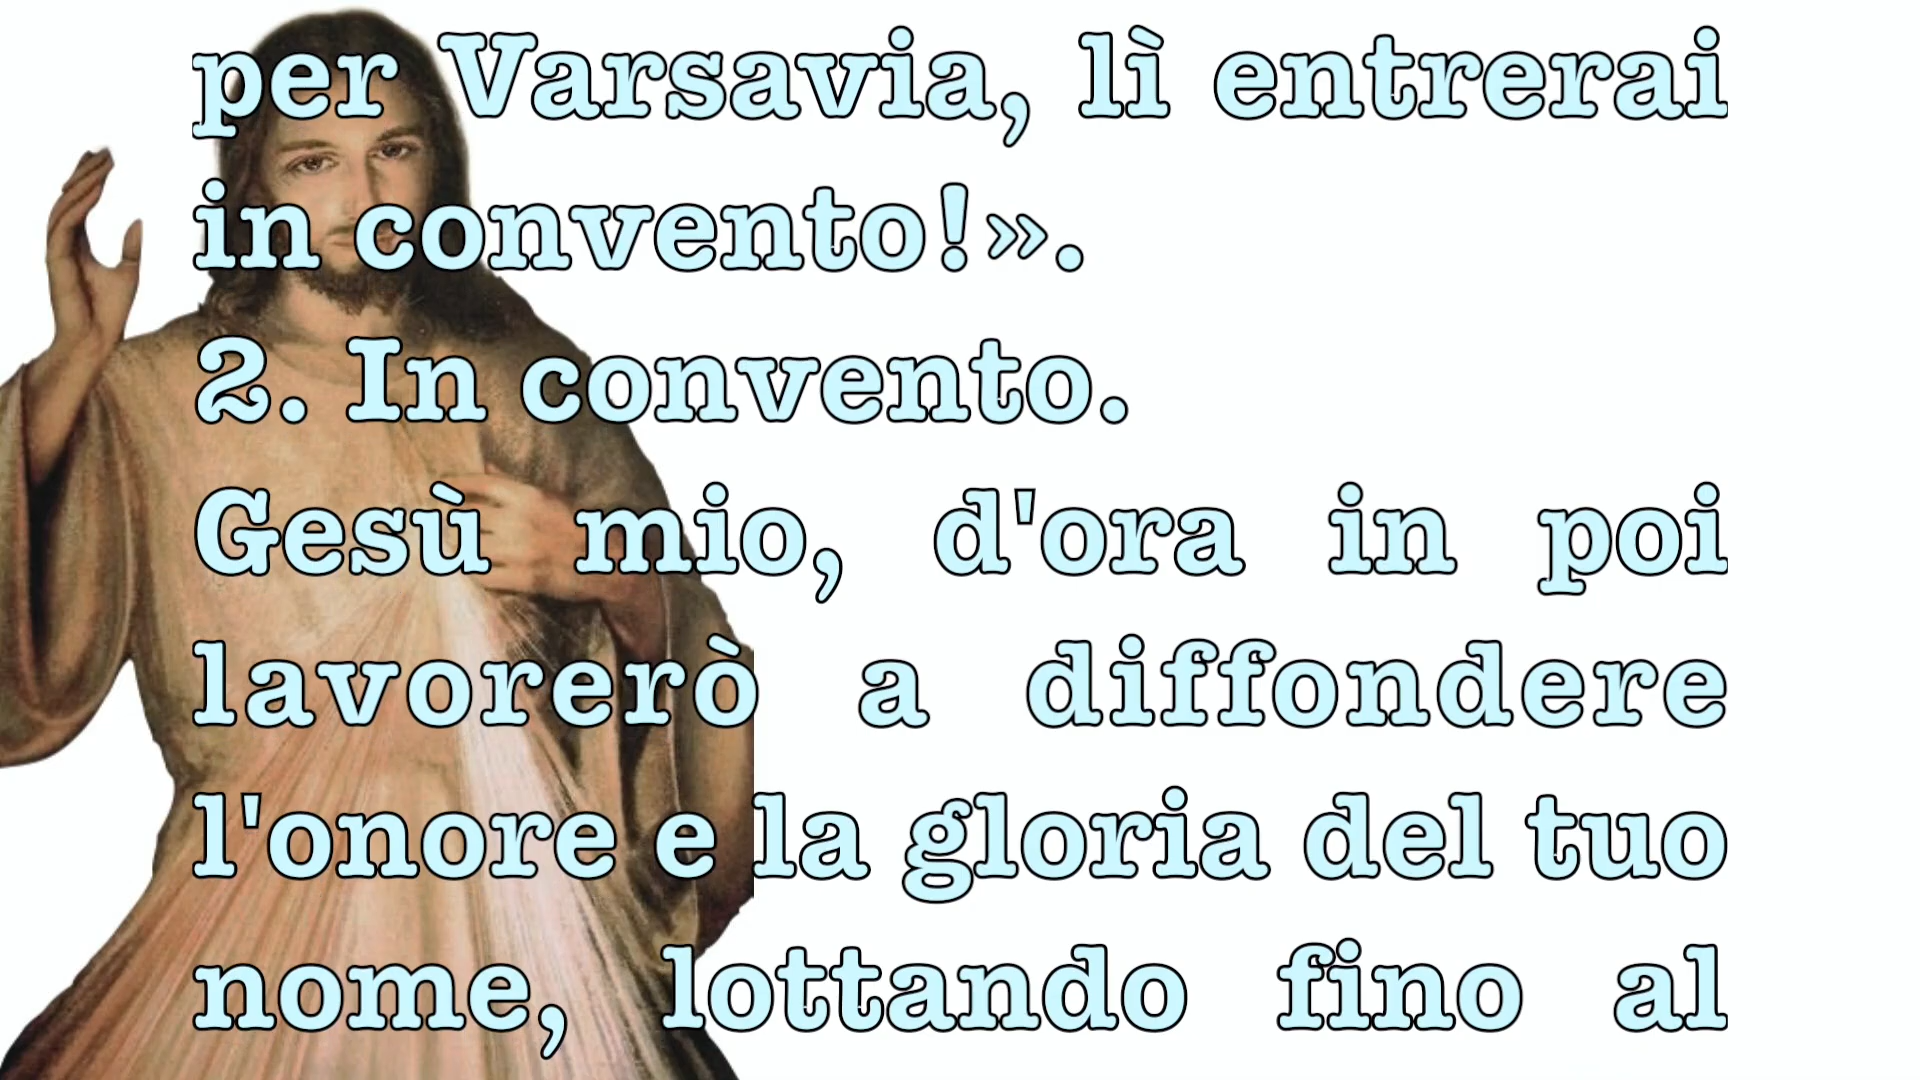 per Varsavia, lì entrerai
in convento!».
2. In convento.
Gesù mio, d'ora in poi
lavorerò a diffondere
l'onore e la gloria del tuo
nome, lottando fino al